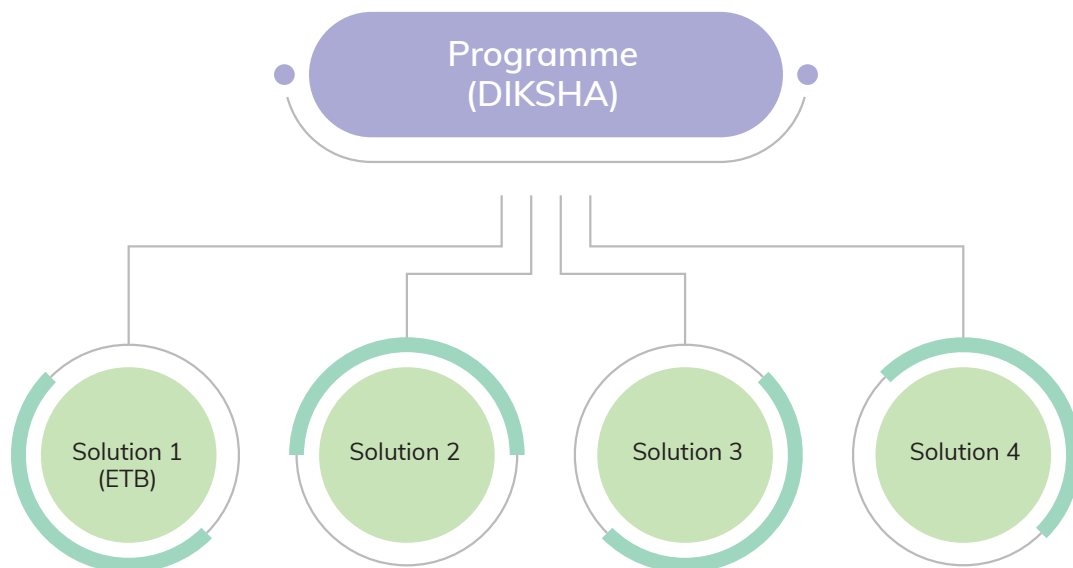 Programme
(DIKSHA)
Solution 1
(ETB)
Solution 2
Solution 3
Solution 4